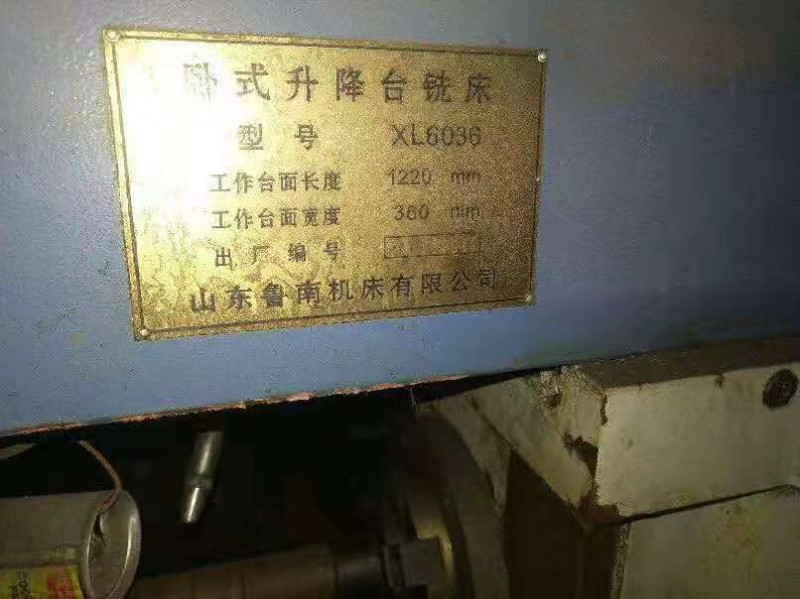 卧式升降台铣床
型号 XL6036
工作台面长度 1220 mm
工作台面宽度 360 mm
出厂编号
山东鲁南机床有限公司